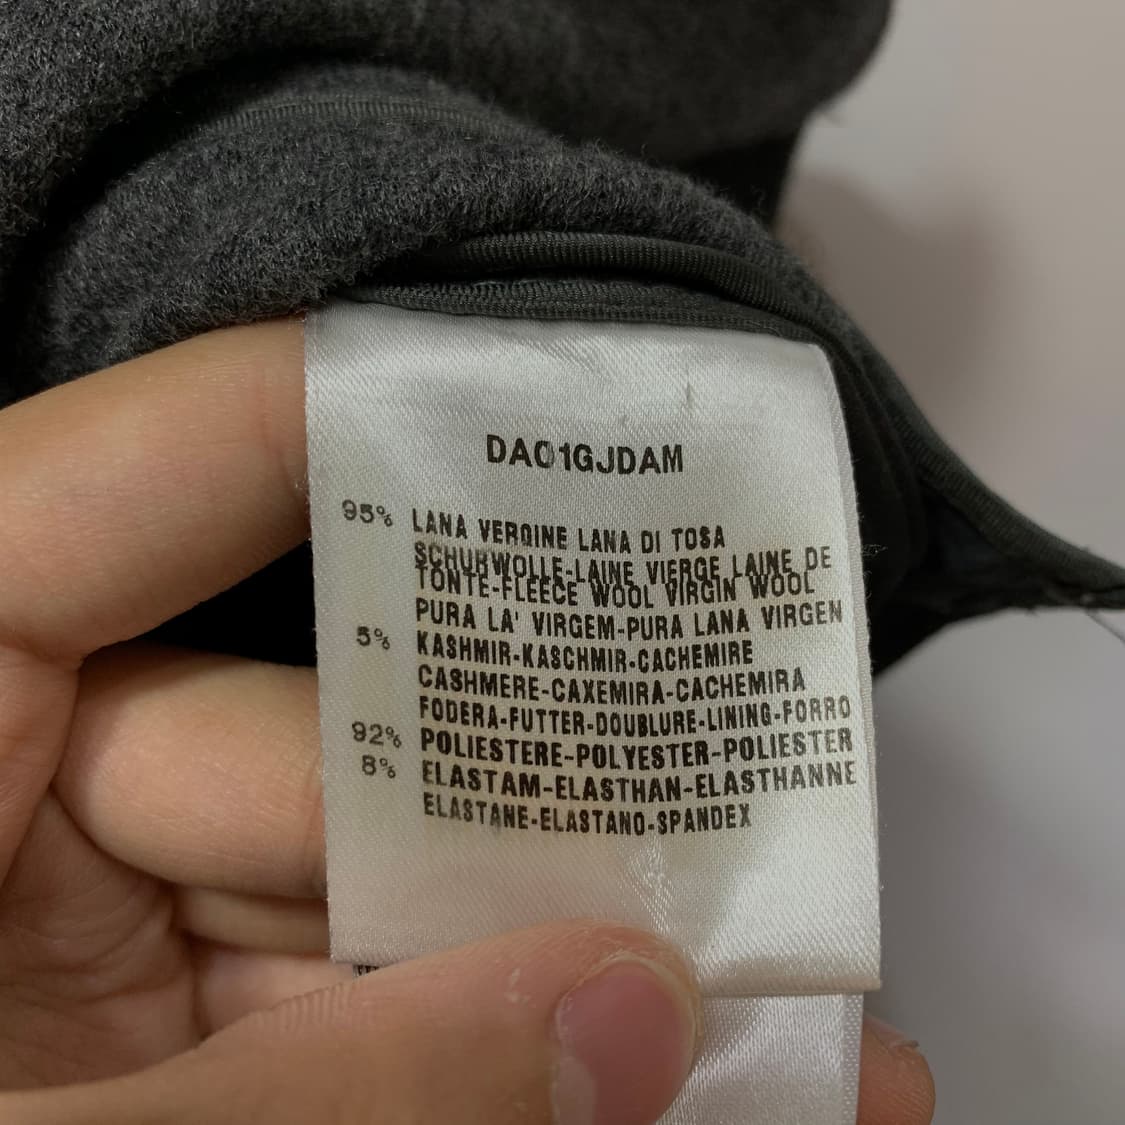 DA01GJDAM
95% LANA VERGINE LANA DI TOSA
SCHURWOLLE-LAINE VIERGE LAINE DE
TONTE-FLEECE WOOL VIRGIN WOOL
PURA LA' VIRGEM-PURA LANA VIRGEN
5% KASHMIR-KASCHMIR-CACHEMIRE
CASHMERE-CAXEMIRA-CACHEMIRA
FODERA-FUTTER-DOUBLURE-LINING-FORRO
92% POLIESTERE-POLYESTER-POLIESTER
8% ELASTAM-ELASTHAN-ELASTHANNE
ELASTANE-ELASTANO-SPANDEX